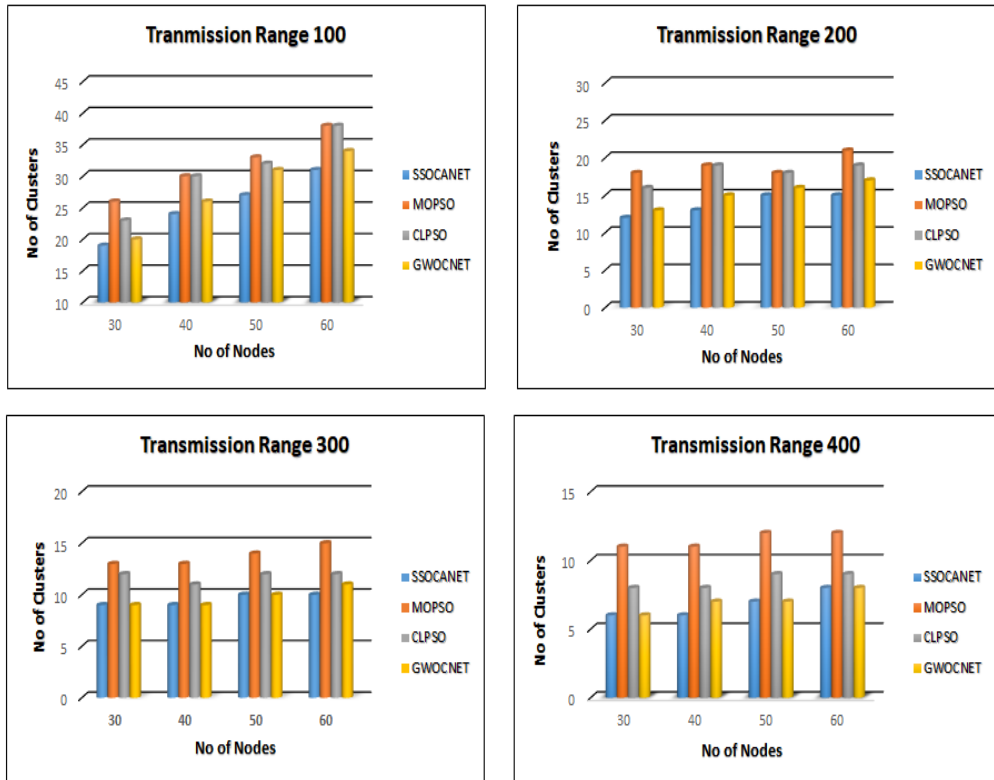 Tranmission Range 100
No of Clusters
45
40
35
30
25
20
15
10
30 40 50 60
No of Nodes
SSOCANET
MOPSO
CLPSO
GWOCNET
Tranmission Range 200
No of Clusters
30
25
20
15
10
5
0
30 40 50 60
No of Nodes
SSOCANET
MOPSO
CLPSO
GWOCNET
Transmission Range 300
No of Clusters
20
15
10
5
0
30 40 50 60
No of Nodes
SSOCANET
MOPSO
CLPSO
GWOCNET
Transmission Range 400
No of Clusters
15
10
5
0
30 40 50 60
No of Nodes
SSOCANET
MOPSO
CLPSO
GWOCNET